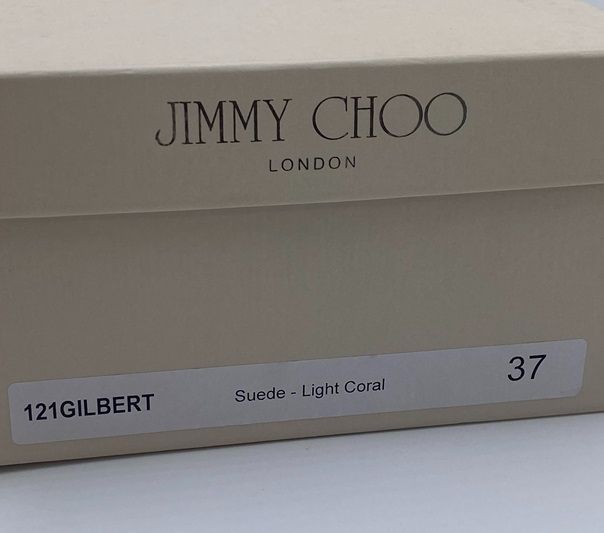 JIMMY CHOO
LONDON
121GILBERT Suede - Light Coral 37